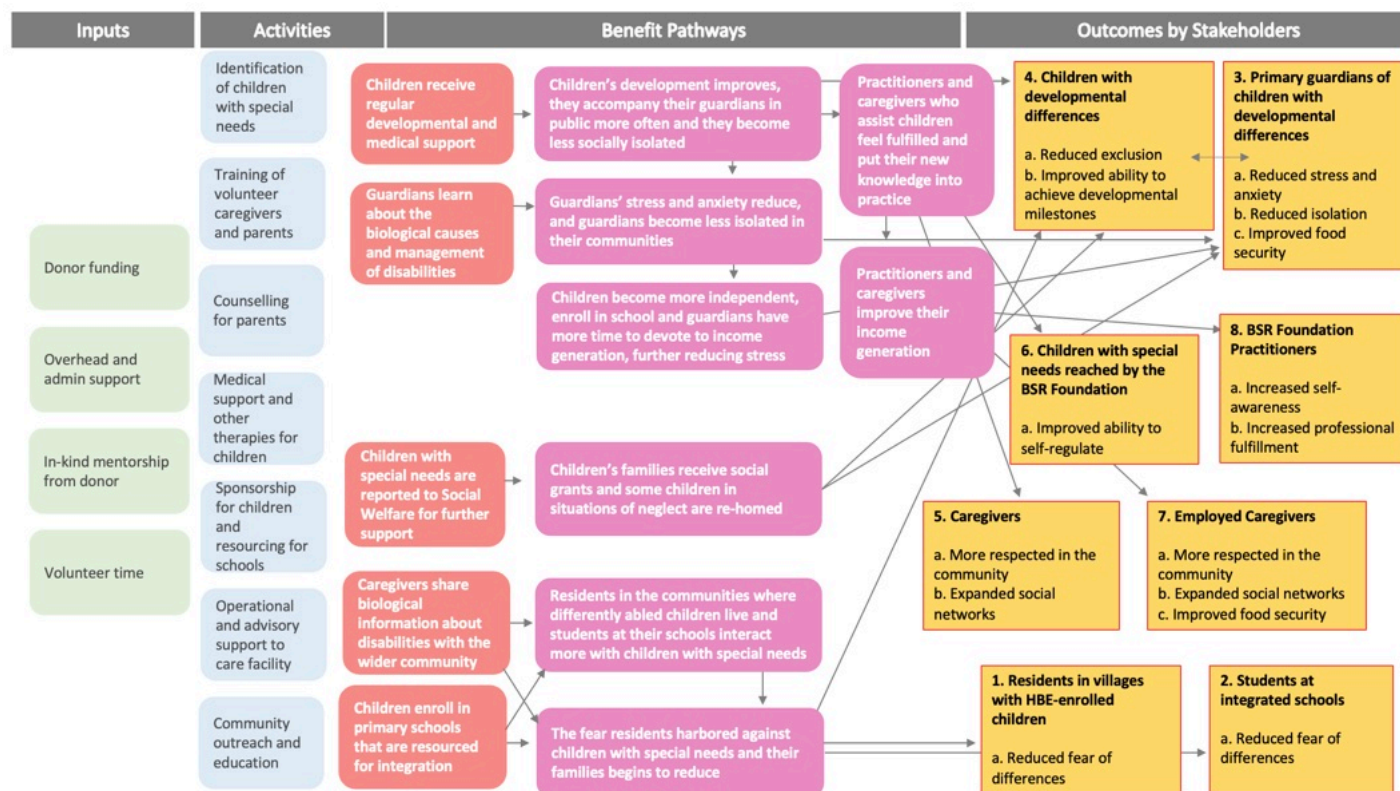 Inputs
Activities
Benefit Pathways
Outcomes by Stakeholders
Donor funding
Overhead and
admin support
In-kind mentorship
from donor
Volunteer time
Identification
of children
with special
needs
Training of
volunteer
caregivers
and parents
Counselling
for parents
Medical
support and
other
therapies for
children
Sponsorship
for children
and
resourcing for
schools
Operational
and advisory
support to
care facility
Community
outreach and
education
Children receive
regular
developmental and
medical support
Guardians learn
about the
biological causes
and management
of disabilities
Children with
special needs are
reported to Social
Welfare for further
support
Caregivers share
biological
information about
disabilities with the
wider community
Children enroll in
primary schools
that are resourced
for integration
Children’s development improves,
they accompany their guardians in
public more often and they become
less socially isolated
Guardians’ stress and anxiety reduce,
and guardians become less isolated in
their communities
Children become more independent,
enroll in school and guardians have
more time to devote to income
generation, further reducing stress
Children’s families receive social
grants and some children in
situations of neglect are re-homed
Residents in the communities where
differently abled children live and
students at their schools interact
more with children with special needs
The fear residents harbored against
children with special needs and their
families begins to reduce
Practitioners and
caregivers who
assist children
feel fulfilled and
put their new
knowledge into
practice
Practitioners and
caregivers
improve their
income
generation
4. Children with
developmental
differences
a. Reduced exclusion
b. Improved ability to
achieve developmental
milestones
3. Primary guardians of
children with
developmental
differences
a. Reduced stress and
anxiety
b. Reduced isolation
c. Improved food
security
6. Children with special
needs reached by the
BSR Foundation
a. Improved ability to
self-regulate
8. BSR Foundation
Practitioners
a. Increased self-
awareness
b. Increased professional
fulfillment
5. Caregivers
a. More respected in the
community
b. Expanded social
networks
7. Employed Caregivers
a. More respected in the
community
b. Expanded social networks
c. Improved food security
1. Residents in villages
with HBE-enrolled
children
a. Reduced fear of
differences
2. Students at
integrated schools
a. Reduced fear of
differences